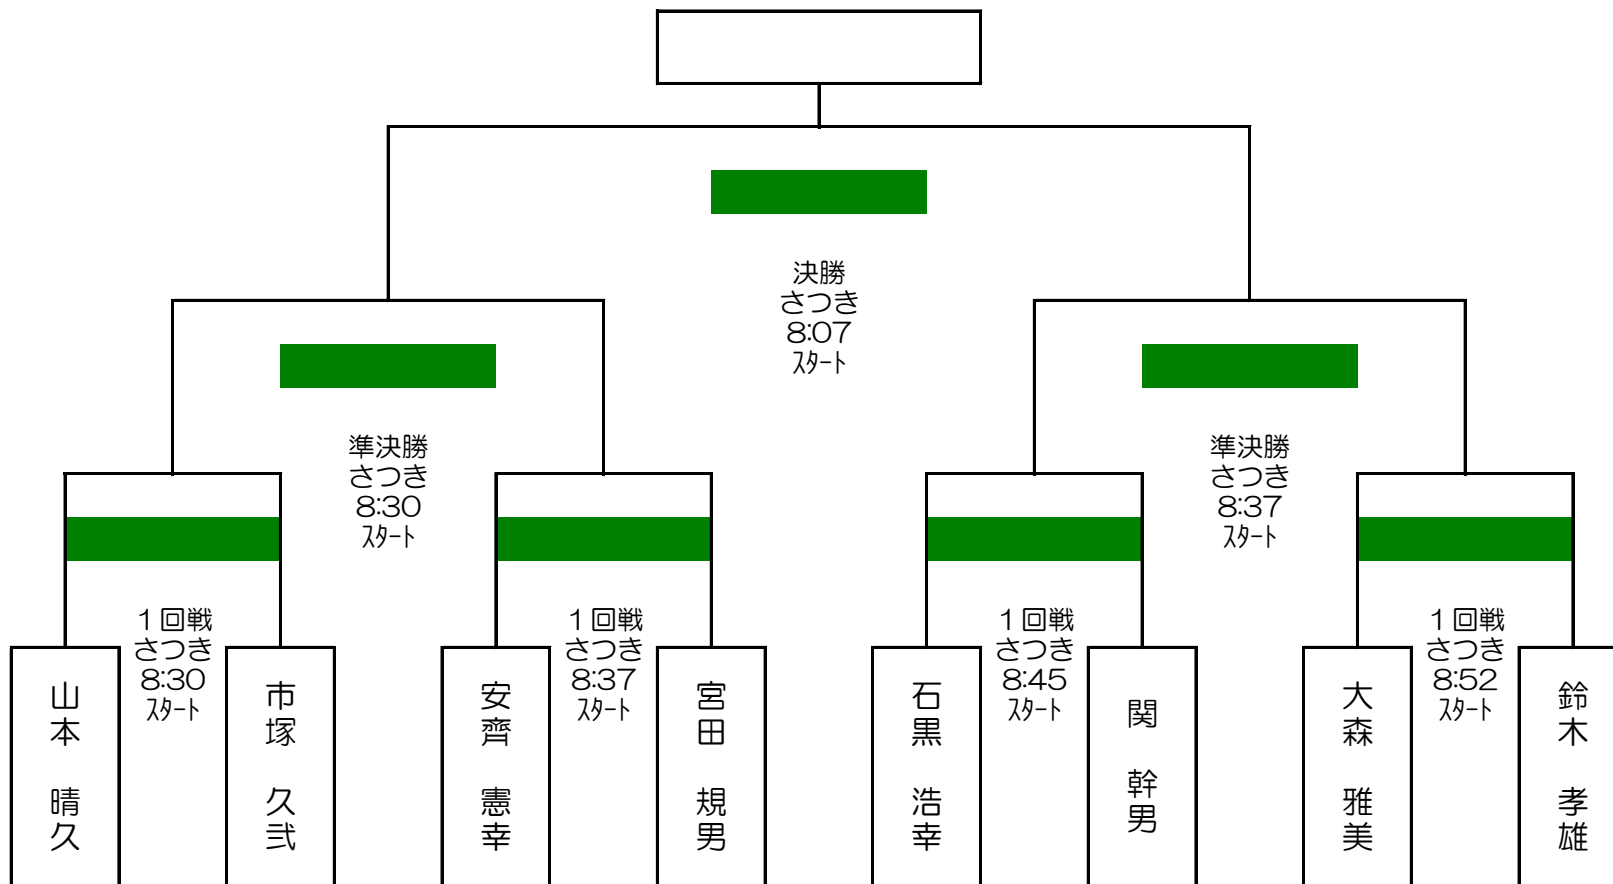 決勝
さつき
8:07
ｽﾀｰﾄ
準決勝
さつき
8:30
ｽﾀｰﾄ
準決勝
さつき
8:37
ｽﾀｰﾄ
１回戦
さつき
8:30
ｽﾀｰﾄ
１回戦
さつき
8:37
ｽﾀｰﾄ
１回戦
さつき
8:45
ｽﾀｰﾄ
１回戦
さつき
8:52
ｽﾀｰﾄ
山本　晴久
市塚　久弐
安齊　憲幸
宮田　規男
石黒　浩幸
関　幹男
大森　雅美
鈴木　孝雄